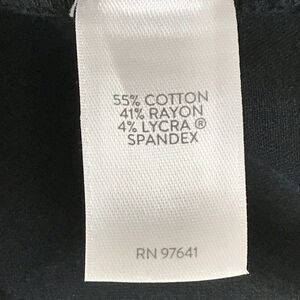 55% COTTON
41% RAYON
4% LYCRA ®
SPANDEX
RN 97641